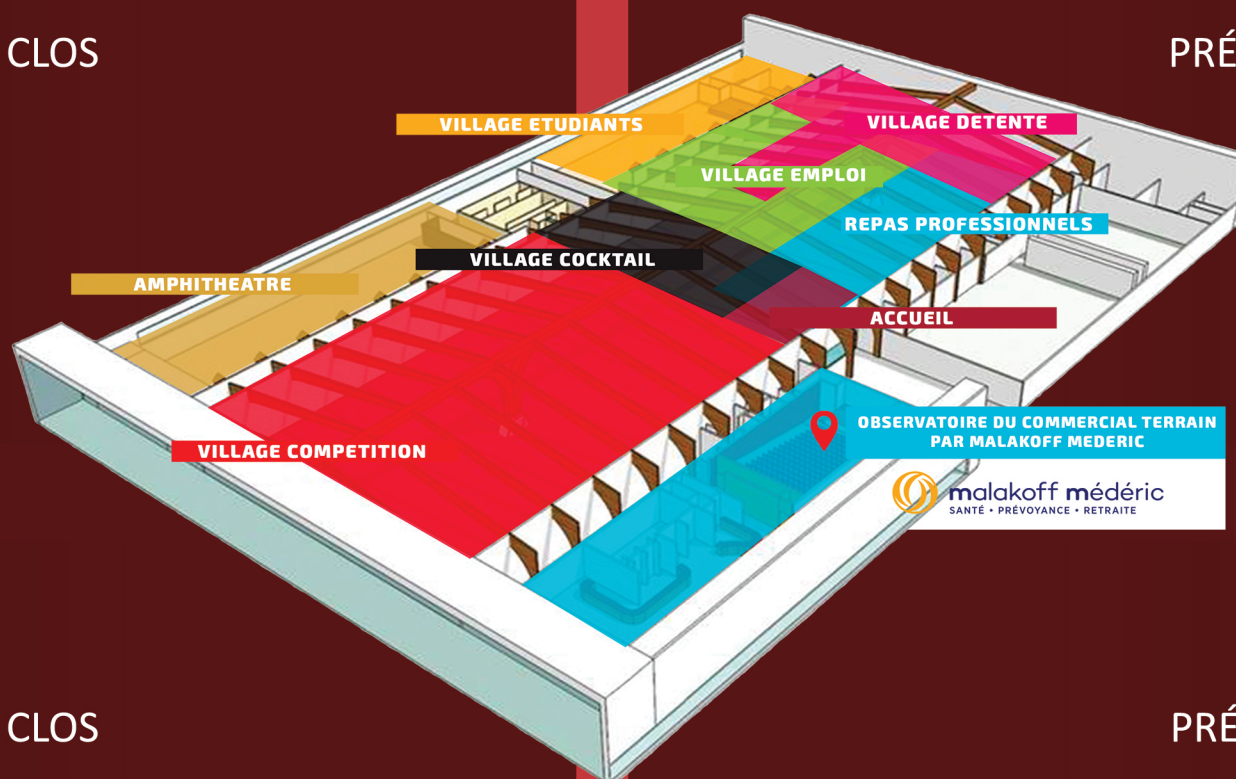 CLOS
PRÉ
VILLAGE ETUDIANTS
VILLAGE DETENTE
VILLAGE EMPLOI
REPAS PROFESSIONNELS
VILLAGE COCKTAIL
AMPHITHEATRE
ACCUEIL
OBSERVATOIRE DU COMMERCIAL TERRAIN
PAR MALAKOFF MEDERIC
VILLAGE COMPETITION
malakoff médéric
SANTÉ • PRÉVOYANCE • RETRAITE
CLOS
PRÉ